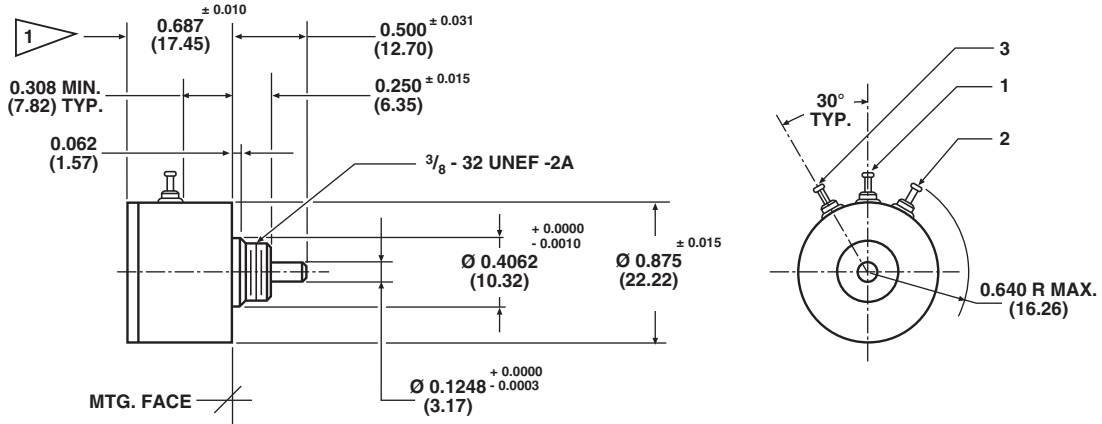 1
0.687 ± 0.010
(17.45)
0.500 ± 0.031
(12.70)
0.308 MIN.
(7.82) TYP.
0.250 ± 0.015
(6.35)
0.062
(1.57)
3/8 - 32 UNEF -2A
Ø 0.4062 + 0.0000 - 0.0010
(10.32)
Ø 0.875 ± 0.015
(22.22)
Ø 0.1248 + 0.0000 - 0.0003
(3.17)
MTG. FACE
30°
TYP.
3
1
2
0.640 R MAX.
(16.26)